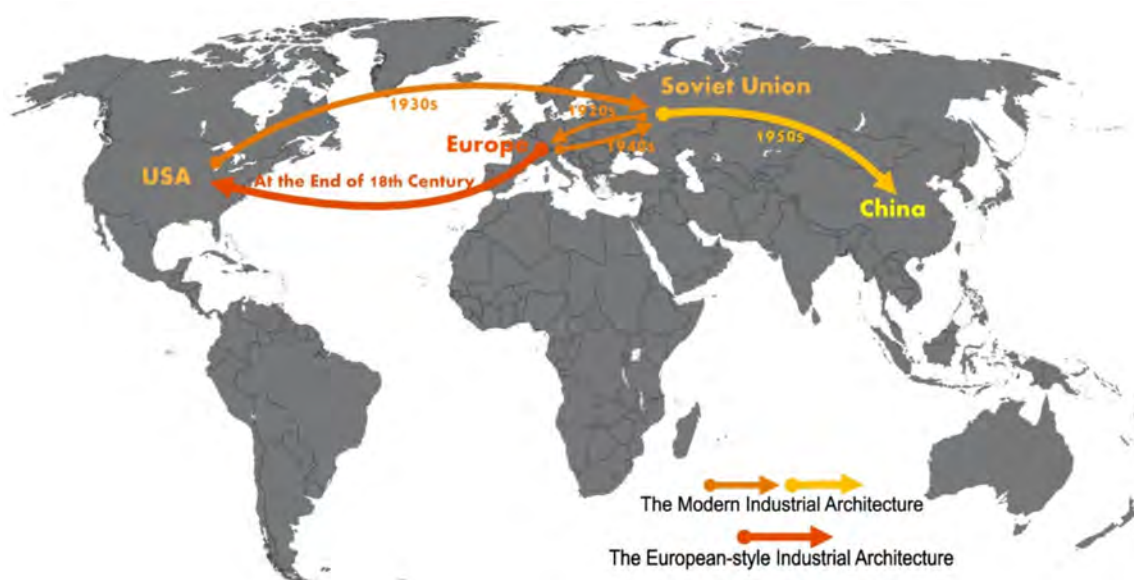 Soviet Union
1930s
1920s
Europe
1940s
1950s
USA
At the End of 18th Century
China
The Modern Industrial Architecture
The European-style Industrial Architecture